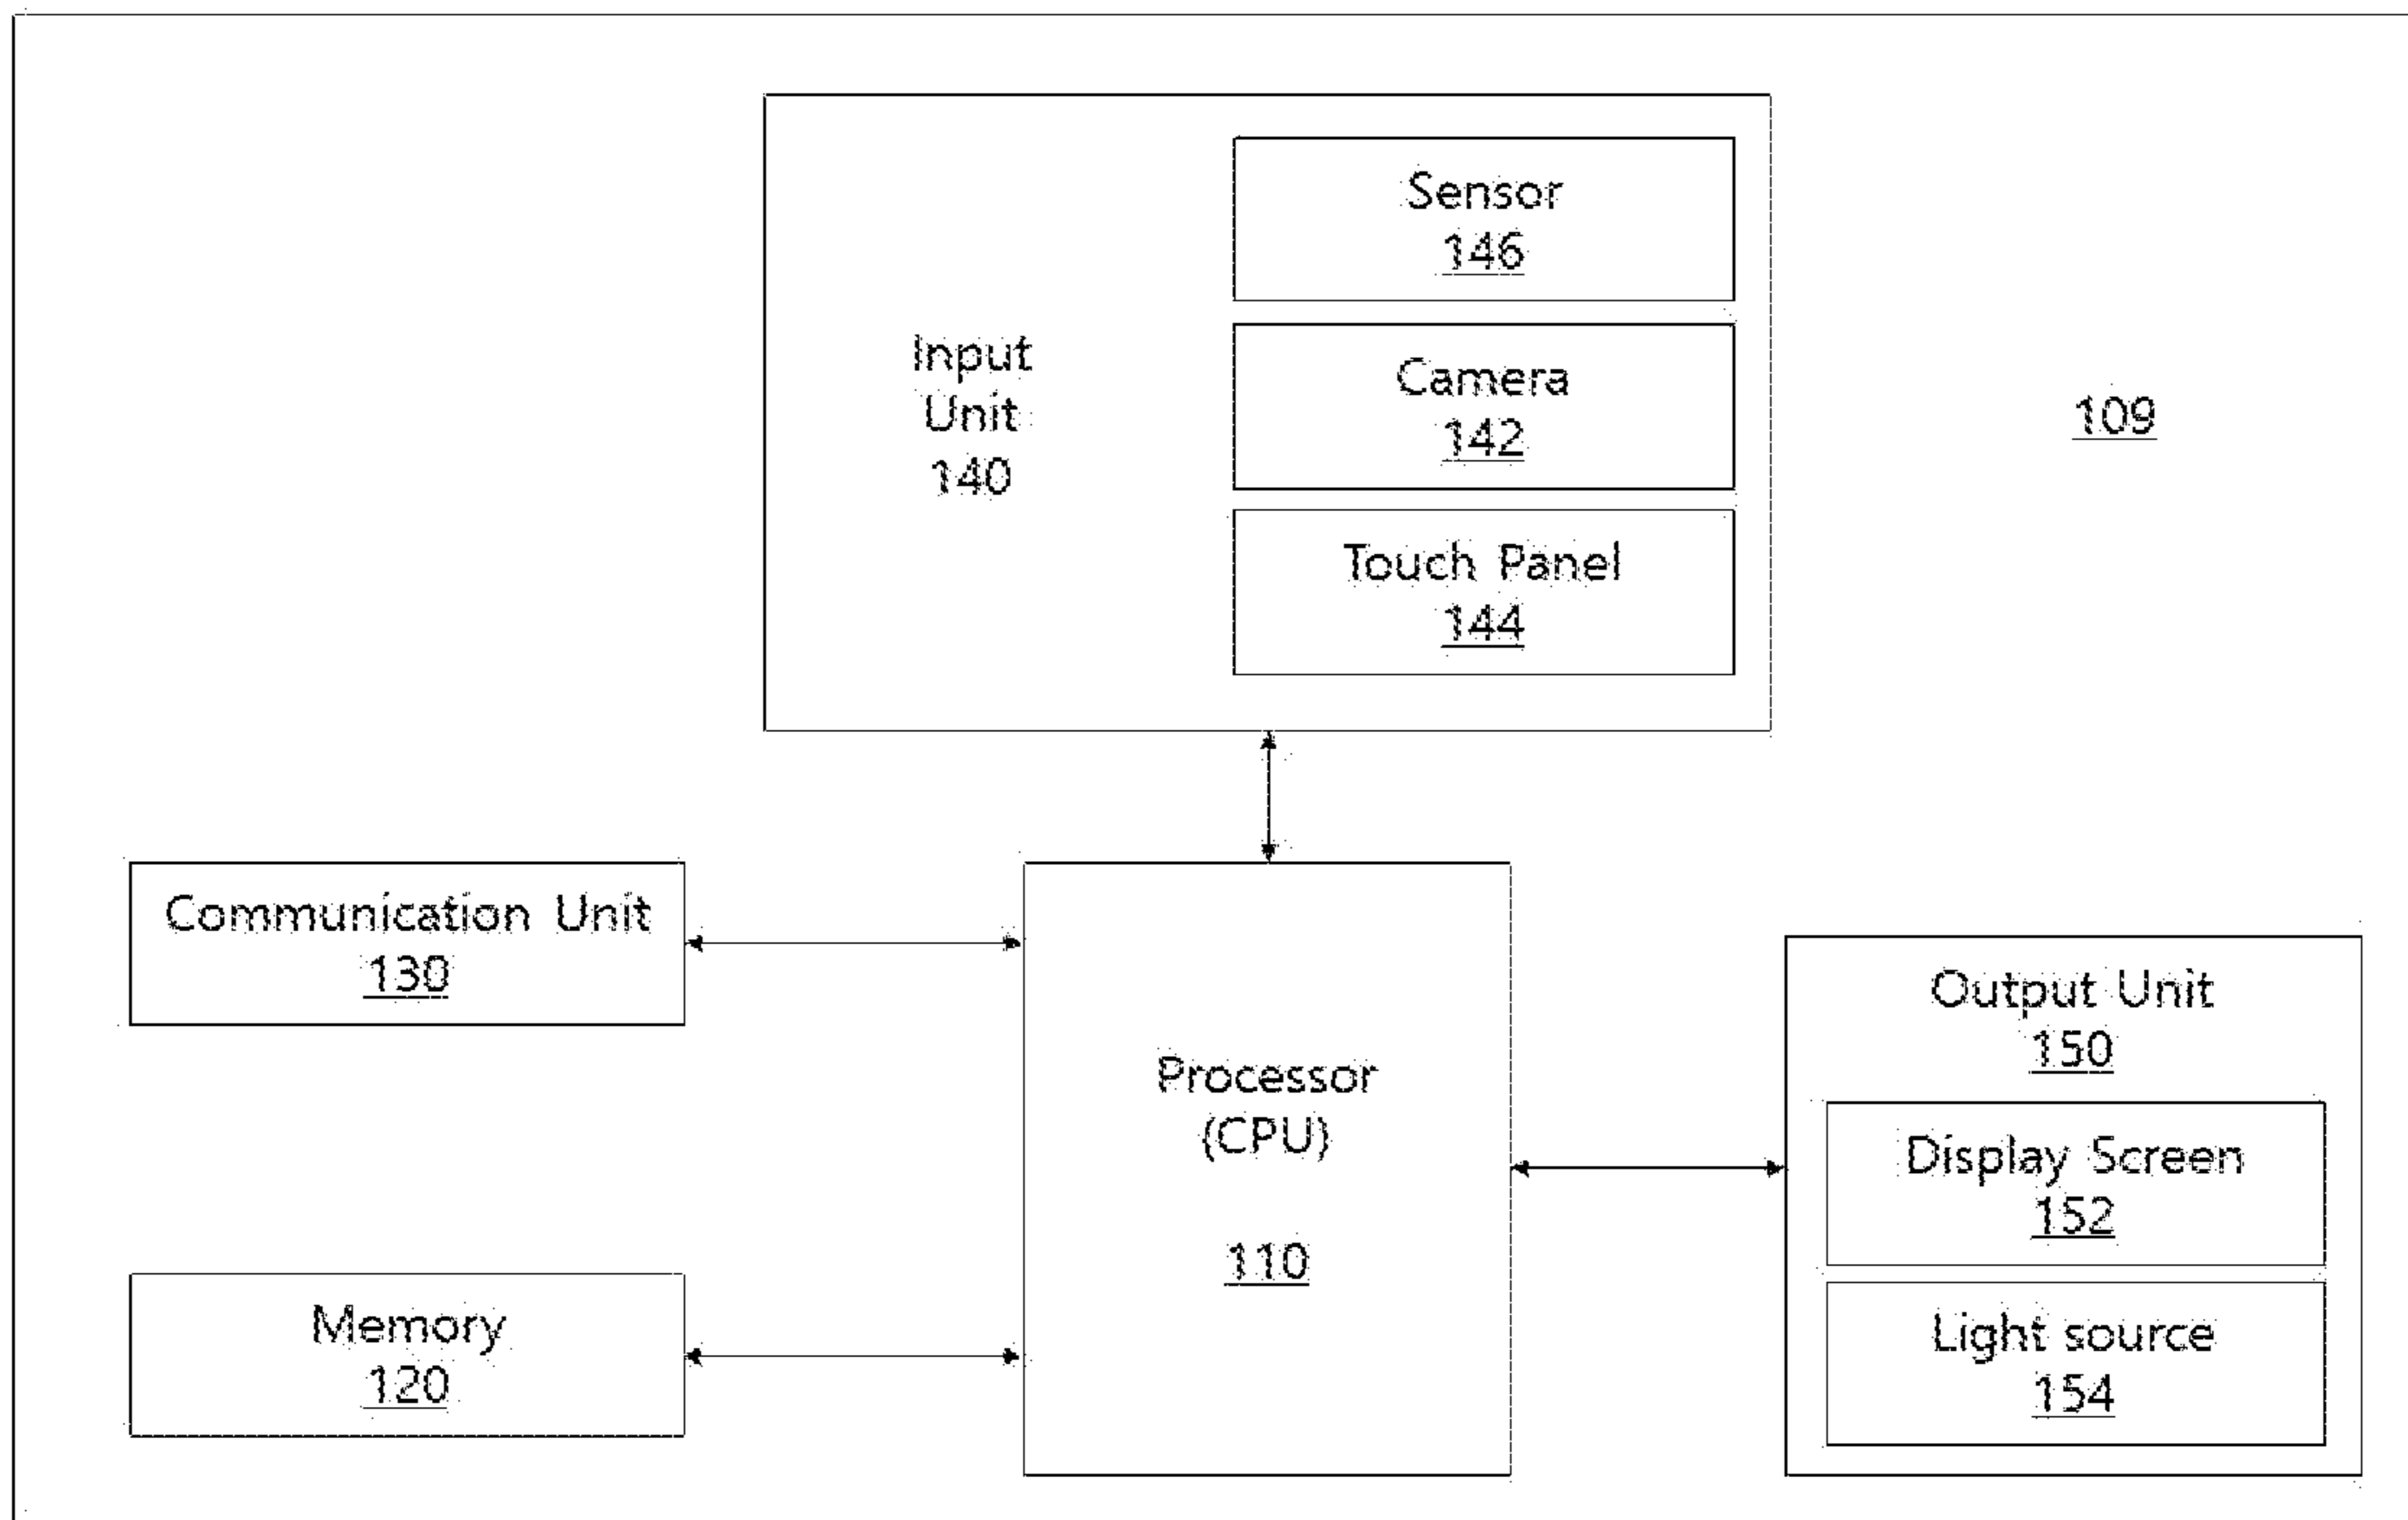 Sensor
146
Input
Unit
140
Camera
142
Touch Panel
144
109
Communication Unit
130
Processor
(CPU)
110
Memory
120
Output Unit
150
Display Screen
152
Light source
154